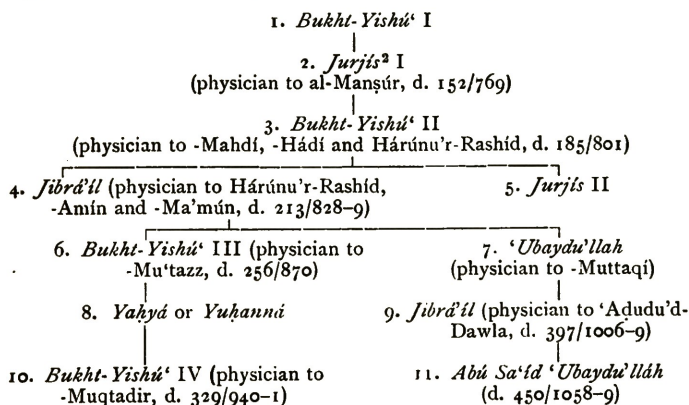 1. Bukht-Yishú‘ I
2. Jurjís² I
(physician to al-Manṣúr, d. 152/769)
3. Bukht-Yishú‘ II
(physician to -Mahdí, -Hádí and Hárúnu’r-Rashíd, d. 185/801)
4. Jibrá’íl (physician to Hárúnu’r-Rashíd,
-Amín and -Ma’mún, d. 213/828-9)
5. Jurjís II
6. Bukht-Yishú‘ III (physician to
-Mu‘tazz, d. 256/870)
7. ‘Ubaydu’llah
(physician to -Muttaqí)
8. Yaḥyá or Yuḥanná
9. Jibrá’íl (physician to ‘Aḍudu’d-
Dawla, d. 397/1006-9)
10. Bukht-Yishú‘ IV (physician to
-Muqtadir, d. 329/940-1)
11. Abú Sa‘íd ‘Ubaydu’lláh
(d. 450/1058-9)